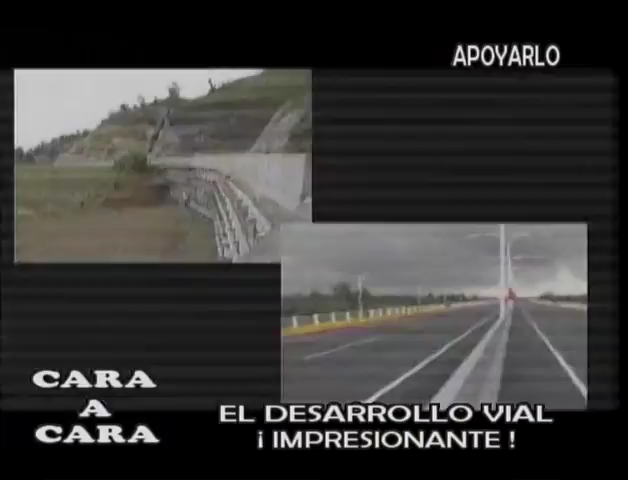 APOYARLO
CARA
A
CARA
EL DESARROLLO VIAL
¡ IMPRESIONANTE !